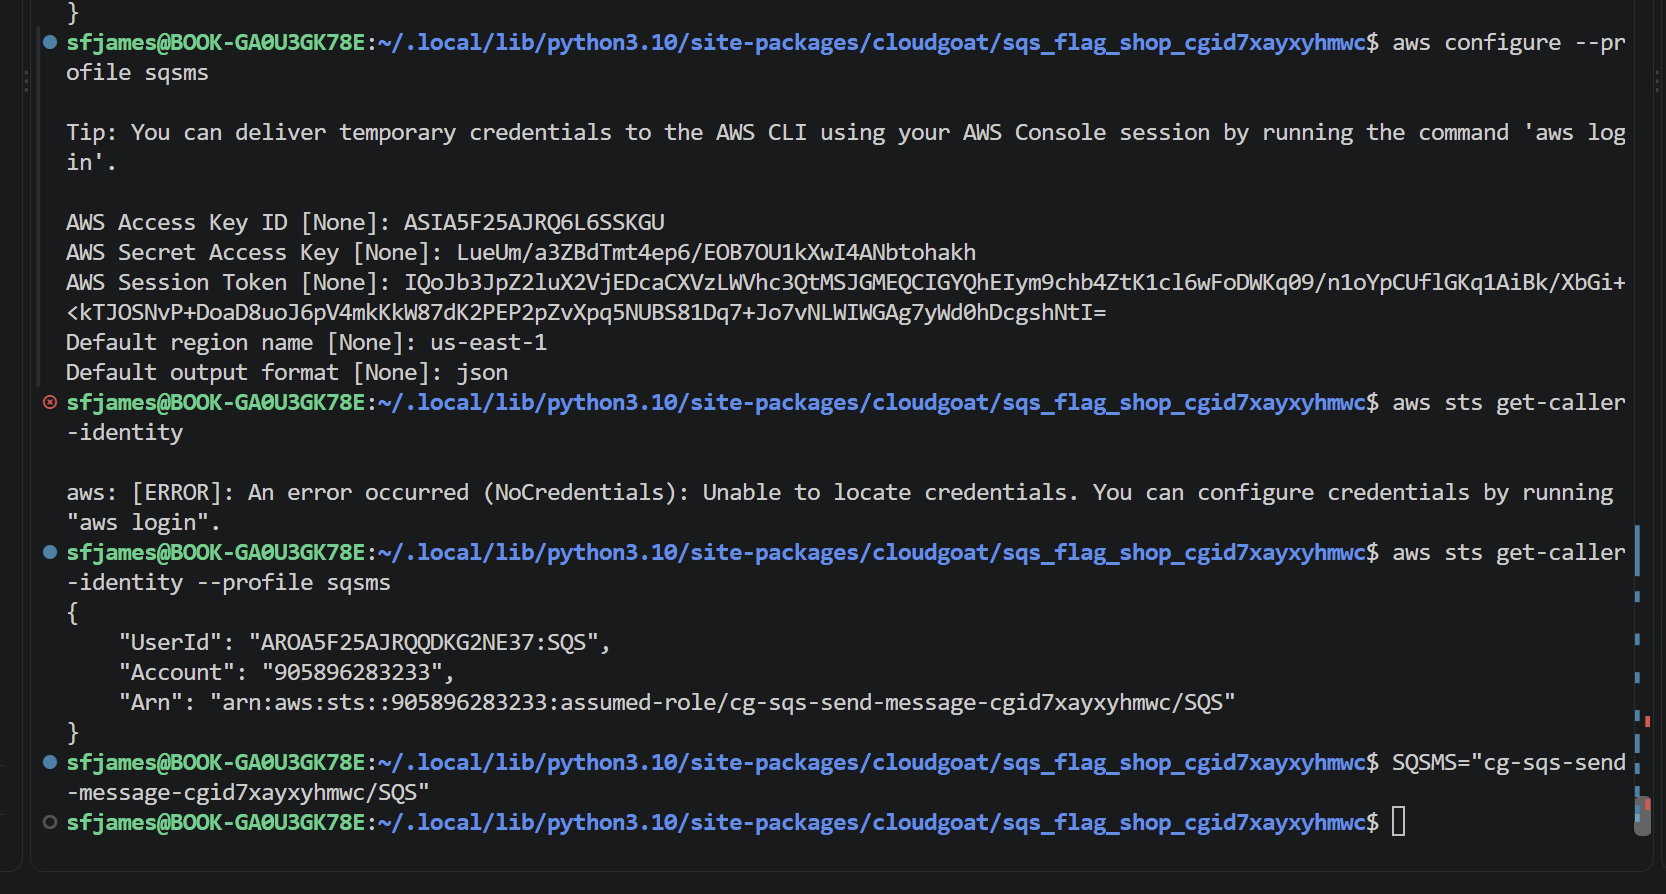 }
sfjames@BOOK-GA0U3GK78E:~/.local/lib/python3.10/site-packages/cloudgoat/sqs_flag_shop_cgid7xayxyhmwc$ aws configure --pr
ofile sqsms
Tip: You can deliver temporary credentials to the AWS CLI using your AWS Console session by running the command 'aws log
in'.
AWS Access Key ID [None]: ASIA5F25AJRQ6L6SSKGU
AWS Secret Access Key [None]: LueUm/a3ZBdTmt4ep6/EOB7OU1kXwI4ANbtohakh
AWS Session Token [None]: IQoJb3JpZ2luX2VjEDcaCXVzLWVhc3QtMSJGMEQCIGYQhEIym9chb4ZtK1cl6wFoDWKq09/n1oYpCUflGKq1AiBk/XbGi+
<kTJOSNvP+DoaD8uoJ6pV4mkKkW87dK2PEP2pZvXpq5NUBS81Dq7+Jo7vNLWIWGAg7yWd0hDcgshNtI=
Default region name [None]: us-east-1
Default output format [None]: json
sfjames@BOOK-GA0U3GK78E:~/.local/lib/python3.10/site-packages/cloudgoat/sqs_flag_shop_cgid7xayxyhmwc$ aws sts get-caller
-identity
aws: [ERROR]: An error occurred (NoCredentials): Unable to locate credentials. You can configure credentials by running
"aws login".
sfjames@BOOK-GA0U3GK78E:~/.local/lib/python3.10/site-packages/cloudgoat/sqs_flag_shop_cgid7xayxyhmwc$ aws sts get-caller
-identity --profile sqsms
{
    "UserId": "AROA5F25AJRQQDKG2NE37:SQS",
    "Account": "905896283233",
    "Arn": "arn:aws:sts::905896283233:assumed-role/cg-sqs-send-message-cgid7xayxyhmwc/SQS"
}
sfjames@BOOK-GA0U3GK78E:~/.local/lib/python3.10/site-packages/cloudgoat/sqs_flag_shop_cgid7xayxyhmwc$ SQSMS="cg-sqs-send
-message-cgid7xayxyhmwc/SQS"
sfjames@BOOK-GA0U3GK78E:~/.local/lib/python3.10/site-packages/cloudgoat/sqs_flag_shop_cgid7xayxyhmwc$